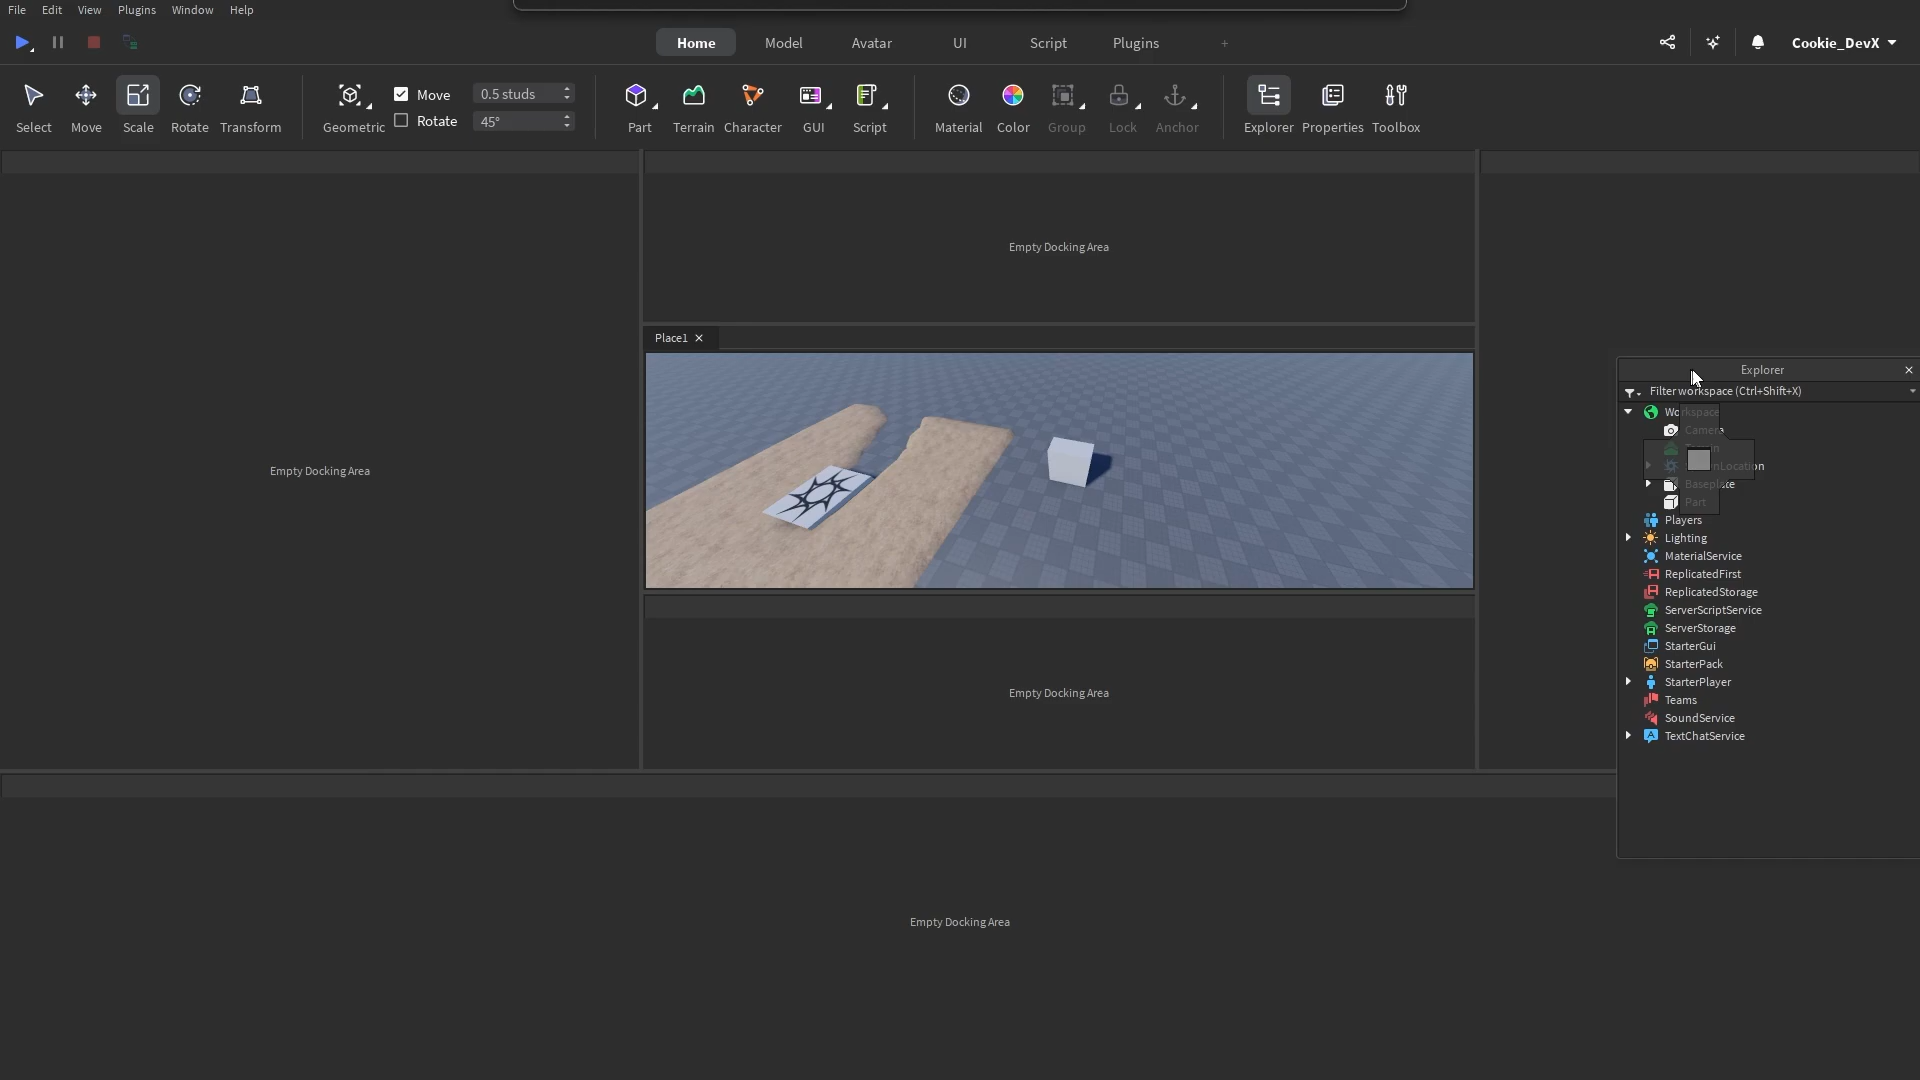 File Edit View Plugins Window Help
Home Model Avatar UI Script Plugins +
Cookie_DevX
Move 0.5 studs
Rotate 45°
Select Move Scale Rotate Transform Geometric Part Terrain Character GUI Script Material Color Group Lock Anchor Explorer Properties Toolbox
Empty Docking Area
Place1
Explorer
Filter workspace (Ctrl+Shift+X)
Workspace
Camera
Baseplate
Part
Players
Lighting
MaterialService
ReplicatedFirst
ReplicatedStorage
ServerScriptService
ServerStorage
StarterGui
StarterPack
StarterPlayer
Teams
SoundService
TextChatService
Empty Docking Area
Empty Docking Area
Empty Docking Area